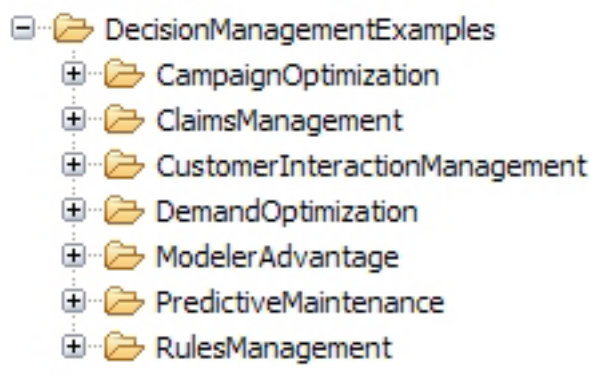 DecisionManagementExamples
CampaignOptimization
ClaimsManagement
CustomerInteractionManagement
DemandOptimization
ModelerAdvantage
PredictiveMaintenance
RulesManagement